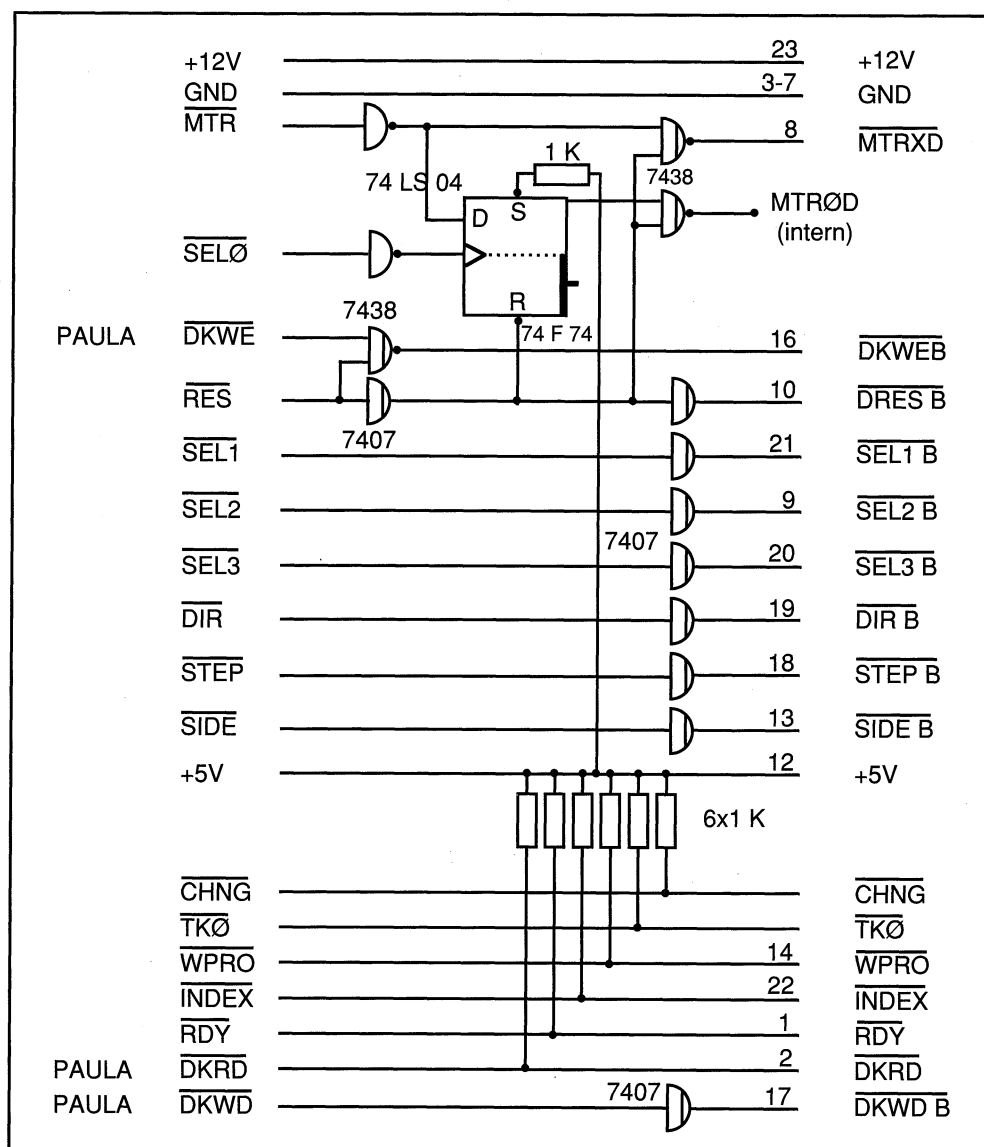 +12V 23 +12V
GND 3-7 GND
MTR 8 MTRXD
1 K
74 LS 04 7438
D S
MTRØD
(intern)
SELØ
R
7438 74 F 74
PAULA DKWE 16 DKWEB
RES 10 DRES B
7407
SEL1 21 SEL1 B
SEL2 9 SEL2 B
7407
SEL3 20 SEL3 B
DIR 19 DIR B
STEP 18 STEP B
SIDE 13 SIDE B
+5V 12 +5V
6x1 K
CHNG CHNG
TKØ TKØ
WPRO 14 WPRO
INDEX 22 INDEX
RDY 1 RDY
PAULA DKRD 2 DKRD
7407
PAULA DKWD 17 DKWD B